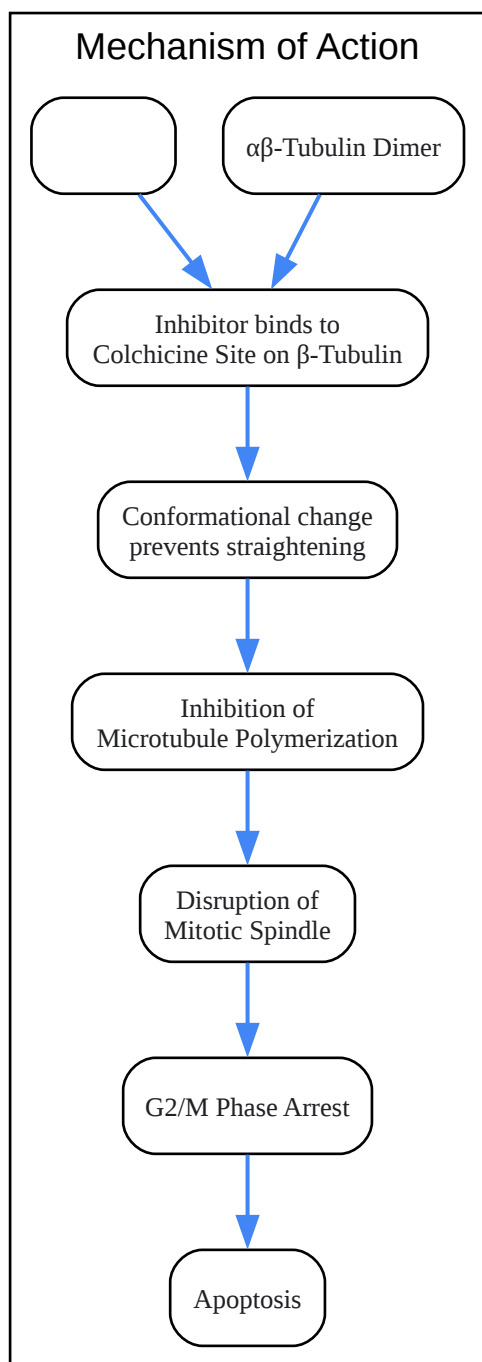 Mechanism of Action
αβ-Tubulin Dimer
Inhibitor binds to
Colchicine Site on β-Tubulin
Conformational change
prevents straightening
Inhibition of
Microtubule Polymerization
Disruption of
Mitotic Spindle
G2/M Phase Arrest
Apoptosis